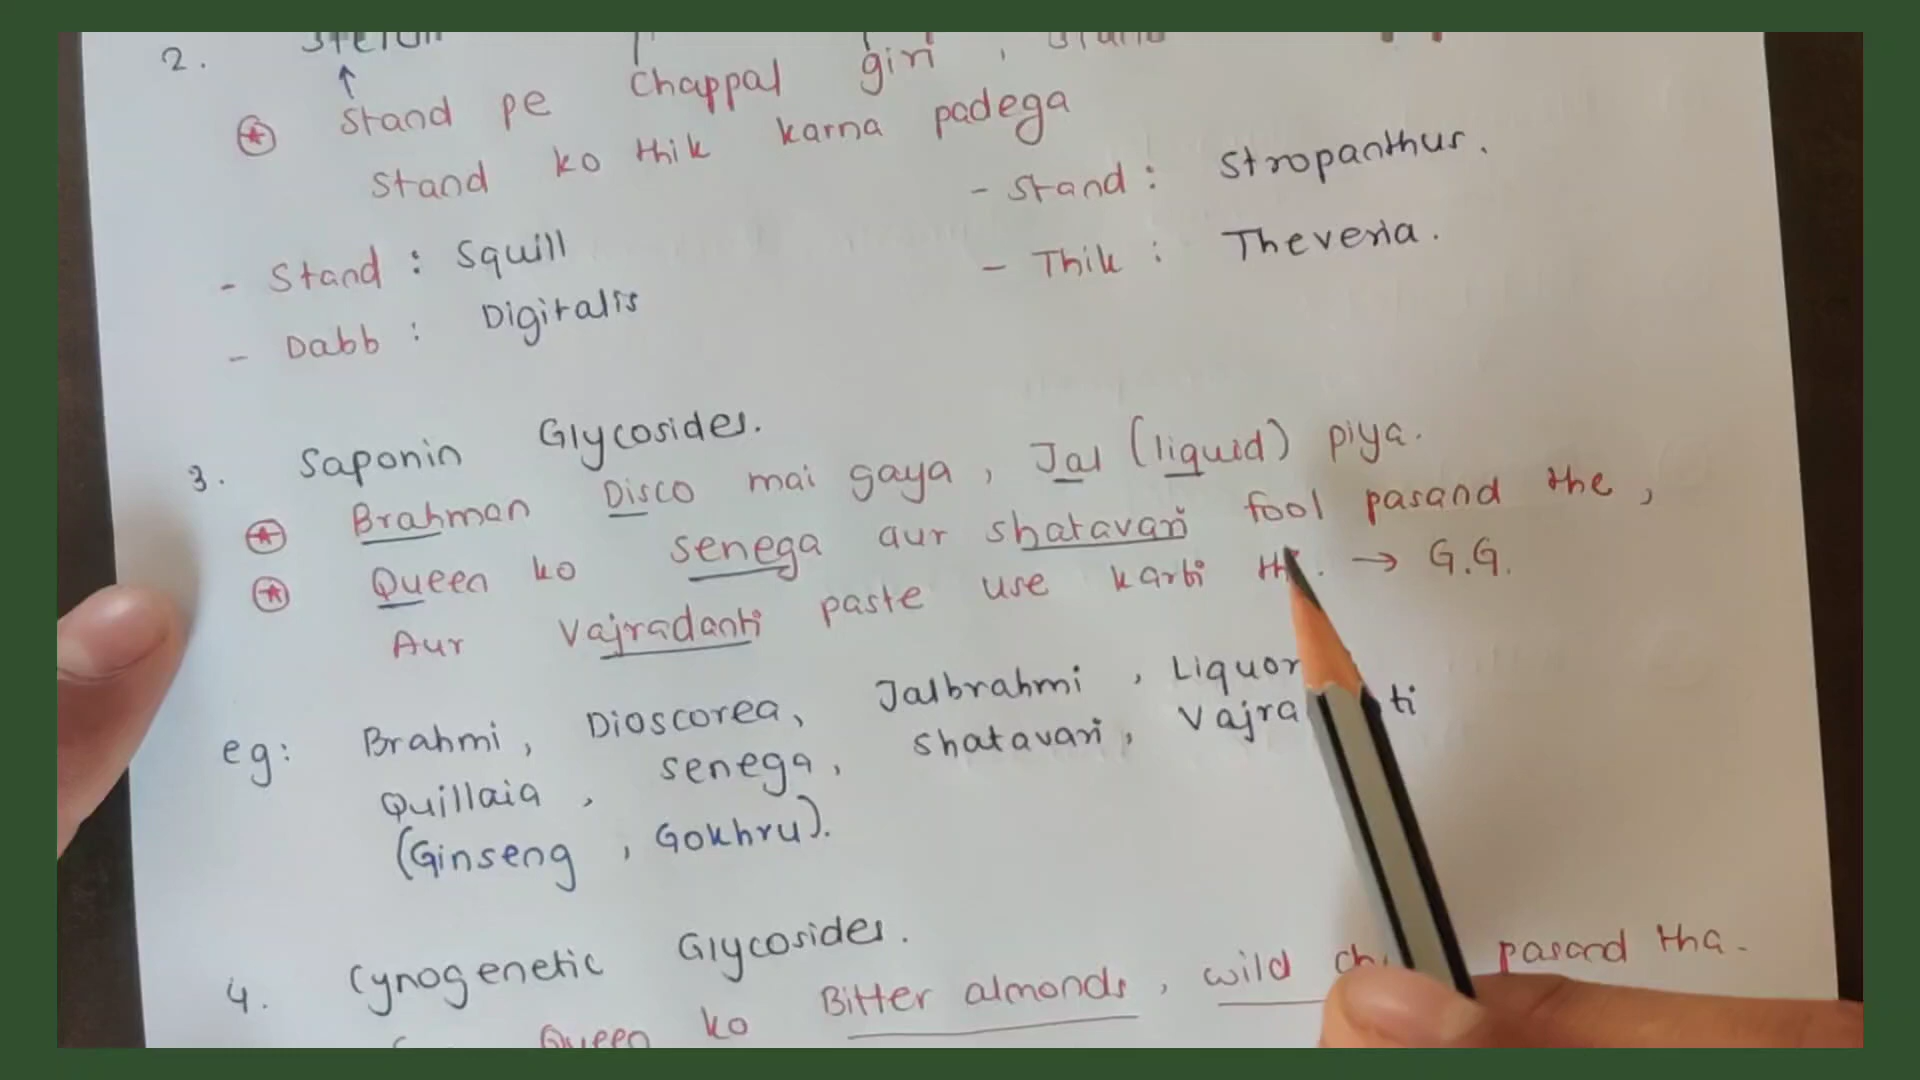 2.
Chappal giri ,
Stand pe
Stand ko thik karna padega
- Stand : Squill
- Dabb : Digitalis
- Stand : Stropanthus.
- Thik : Theveria.
3. Saponin Glycosides.
Brahman Disco mai gaya , Jal (liquid) piya.
Queen ko senega aur shatavari fool pasand the ,
Aur Vajradanti paste use karti → G.G.
eg: Brahmi , Dioscorea, Jalbrahmi , Liquor
Quillaia , senega, shatavari, Vajra ti
(Ginseng , Gokhru).
4. Cynogenetic Glycosides.
Queen ko Bitter almonds , wild pasand tha.